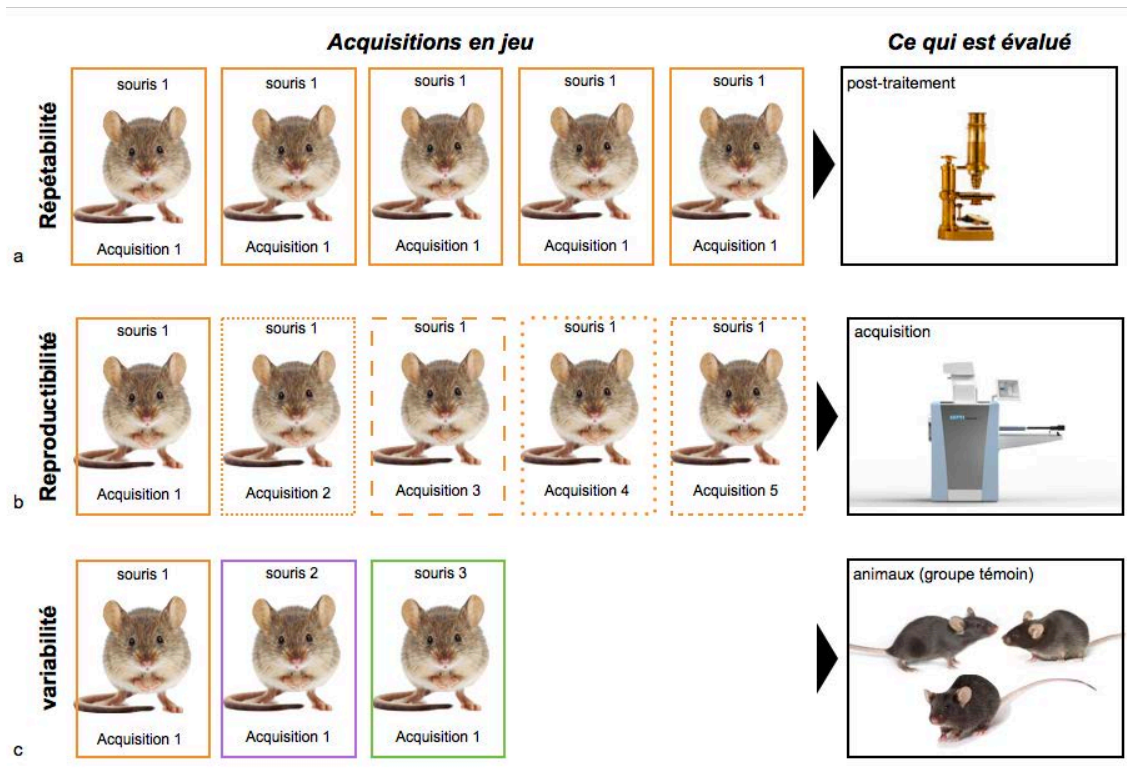 Acquisitions en jeu
Ce qui est évalué
Répétabilité
souris 1
souris 1
souris 1
souris 1
souris 1
post-traitement
Acquisition 1
Acquisition 1
Acquisition 1
Acquisition 1
Acquisition 1
a
Reproductibilité
souris 1
souris 1
souris 1
souris 1
souris 1
acquisition
Acquisition 1
Acquisition 2
Acquisition 3
Acquisition 4
Acquisition 5
b
variabilité
souris 1
souris 2
souris 3
animaux (groupe témoin)
Acquisition 1
Acquisition 1
Acquisition 1
c